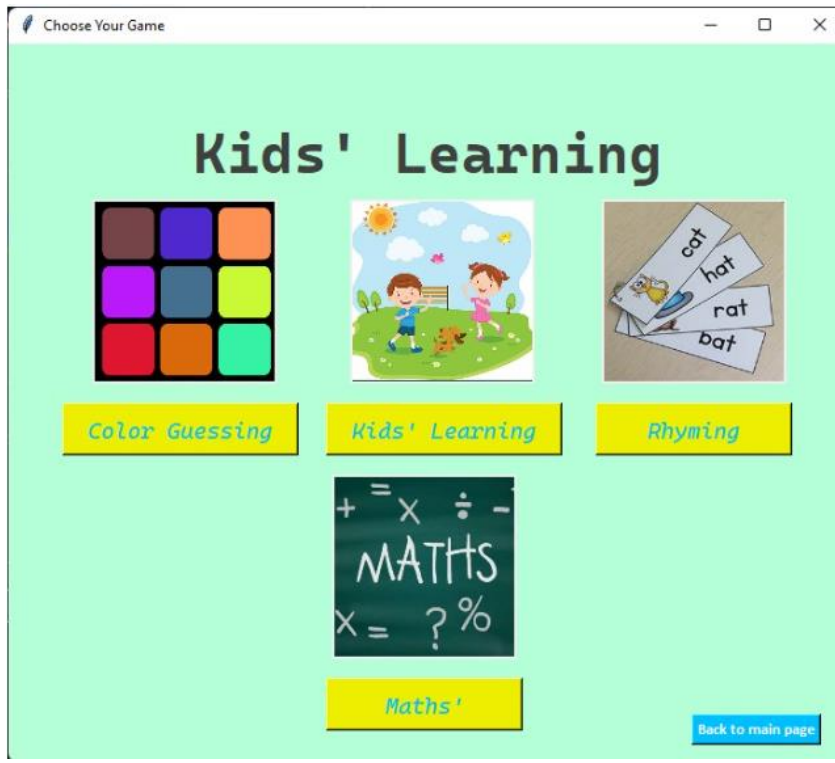 Choose Your Game
Kids' Learning
cat
hat
rat
bat
Color Guessing
Kids' Learning
Rhyming
+ = x ÷ -
MATHS
x = ? %
Maths'
Back to main page